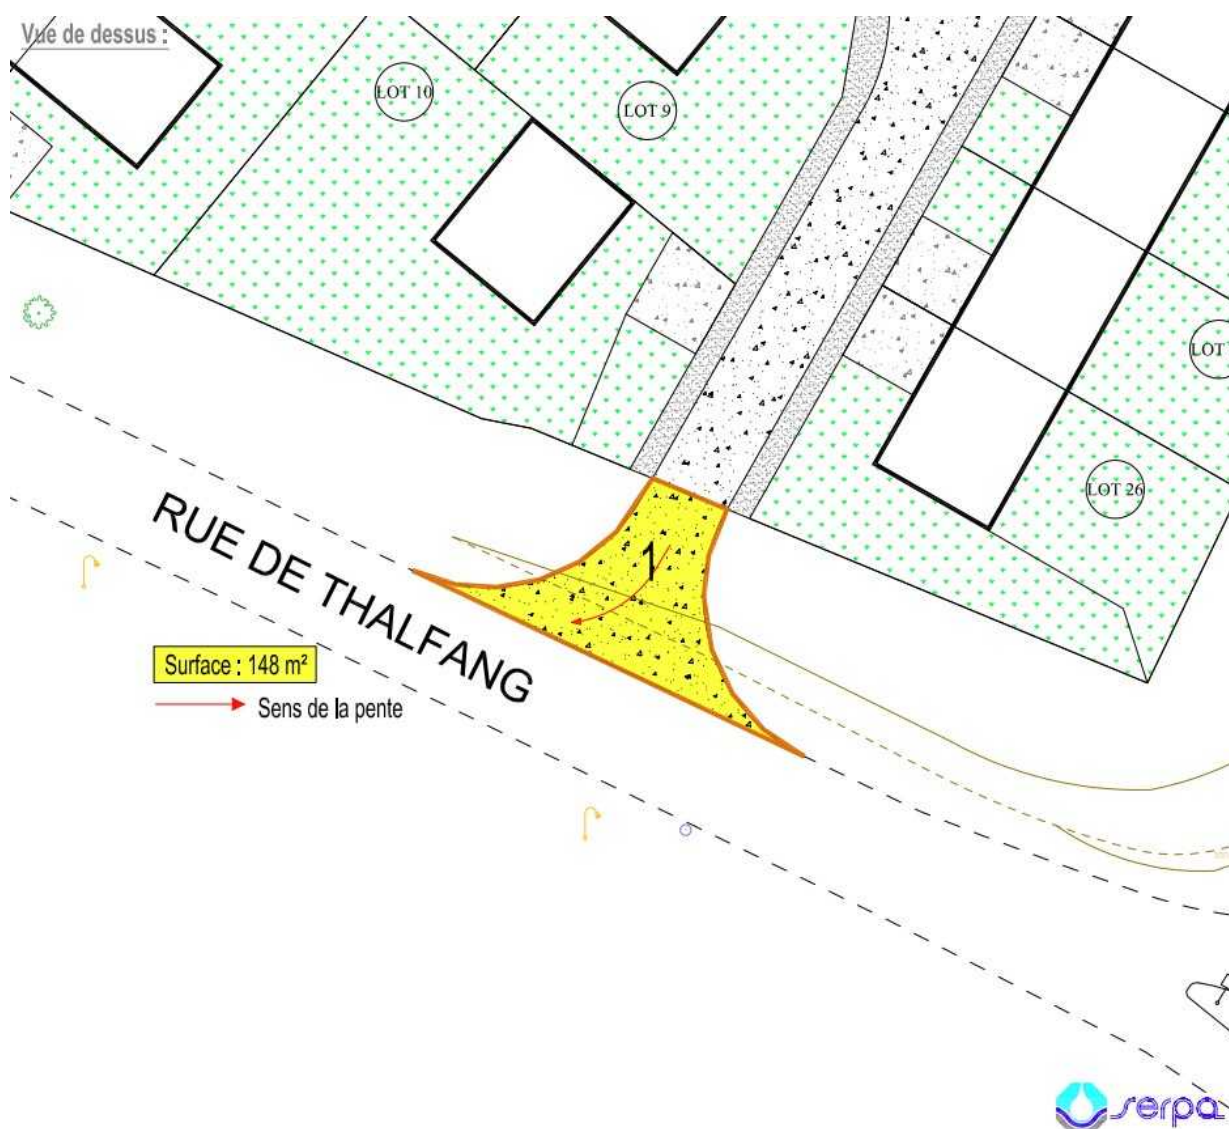 Vue de dessus :
LOT 10
LOT 9
LOT
LOT 26
1
RUE DE THALFANG
Surface : 148 m²
Sens de la pente
serpa